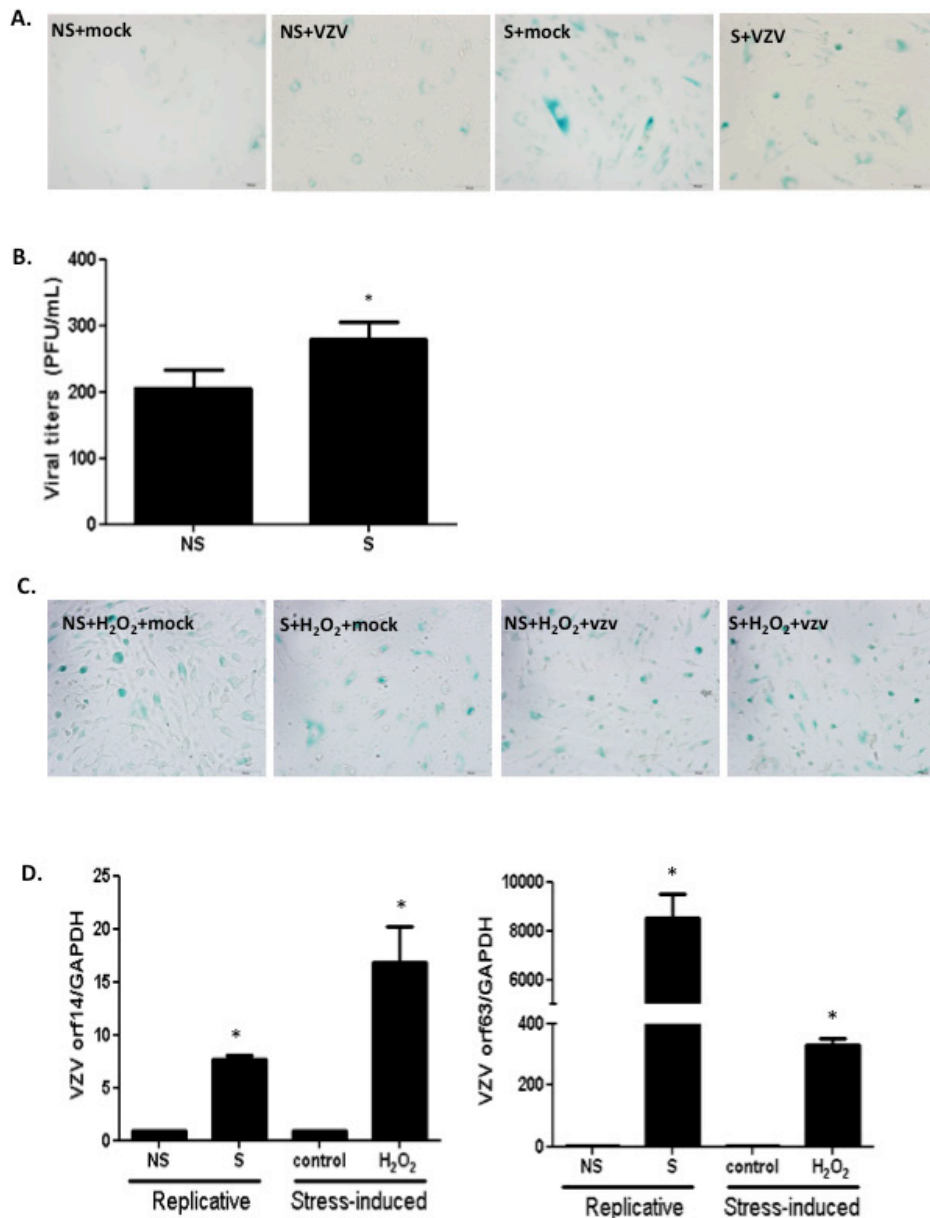 A.
NS+mock
NS+VZV
S+mock
S+VZV
B.
Viral titers (PFU/mL)
400
300
200
100
0
*
NS
S
C.
NS+H₂O₂+mock
S+H₂O₂+mock
NS+H₂O₂+vzv
S+H₂O₂+vzv
D.
VZV orf14/GAPDH
25
20
15
10
5
0
*
*
NS
S
control
H₂O₂
Replicative
Stress-induced
VZV orf63/GAPDH
10000
8000
6000
400
200
0
*
*
NS
S
control
H₂O₂
Replicative
Stress-induced